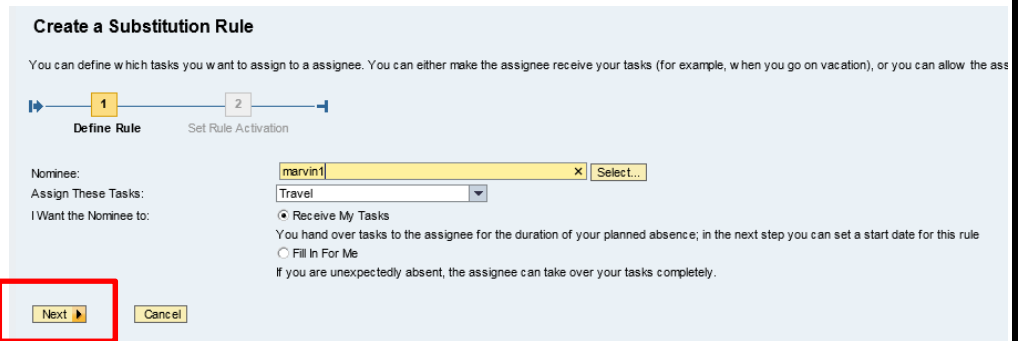 Create a Substitution Rule
You can define which tasks you want to assign to a assignee. You can either make the assignee receive your tasks (for example, when you go on vacation), or you can allow the ass
1 2
Define Rule Set Rule Activation
Nominee: marvin1 × Select...
Assign These Tasks: Travel
I Want the Nominee to: Receive My Tasks
You hand over tasks to the assignee for the duration of your planned absence; in the next step you can set a start date for this rule
Fill In For Me
If you are unexpectedly absent, the assignee can take over your tasks completely.
Next Cancel